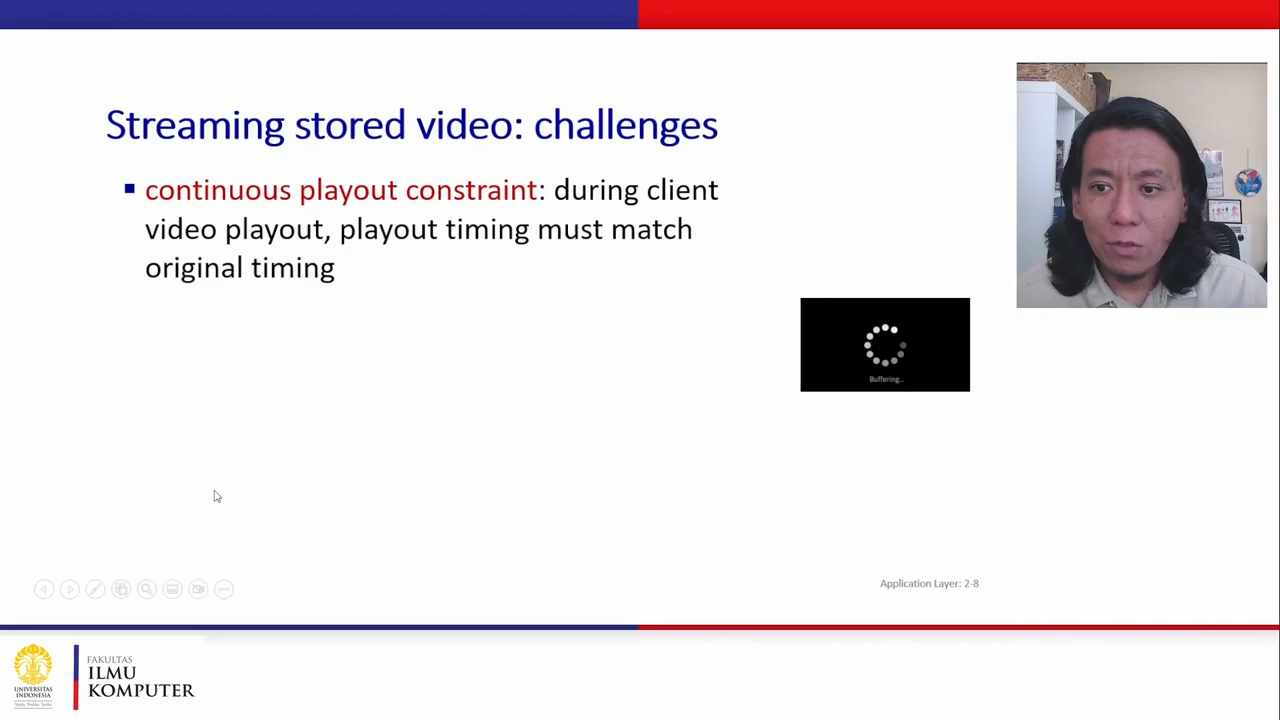 Streaming stored video: challenges
continuous playout constraint: during client
video playout, playout timing must match
original timing
Buffering...
Application Layer: 2-8
UNIVERSITAS
INDONESIA
FAKULTAS
ILMU
KOMPUTER